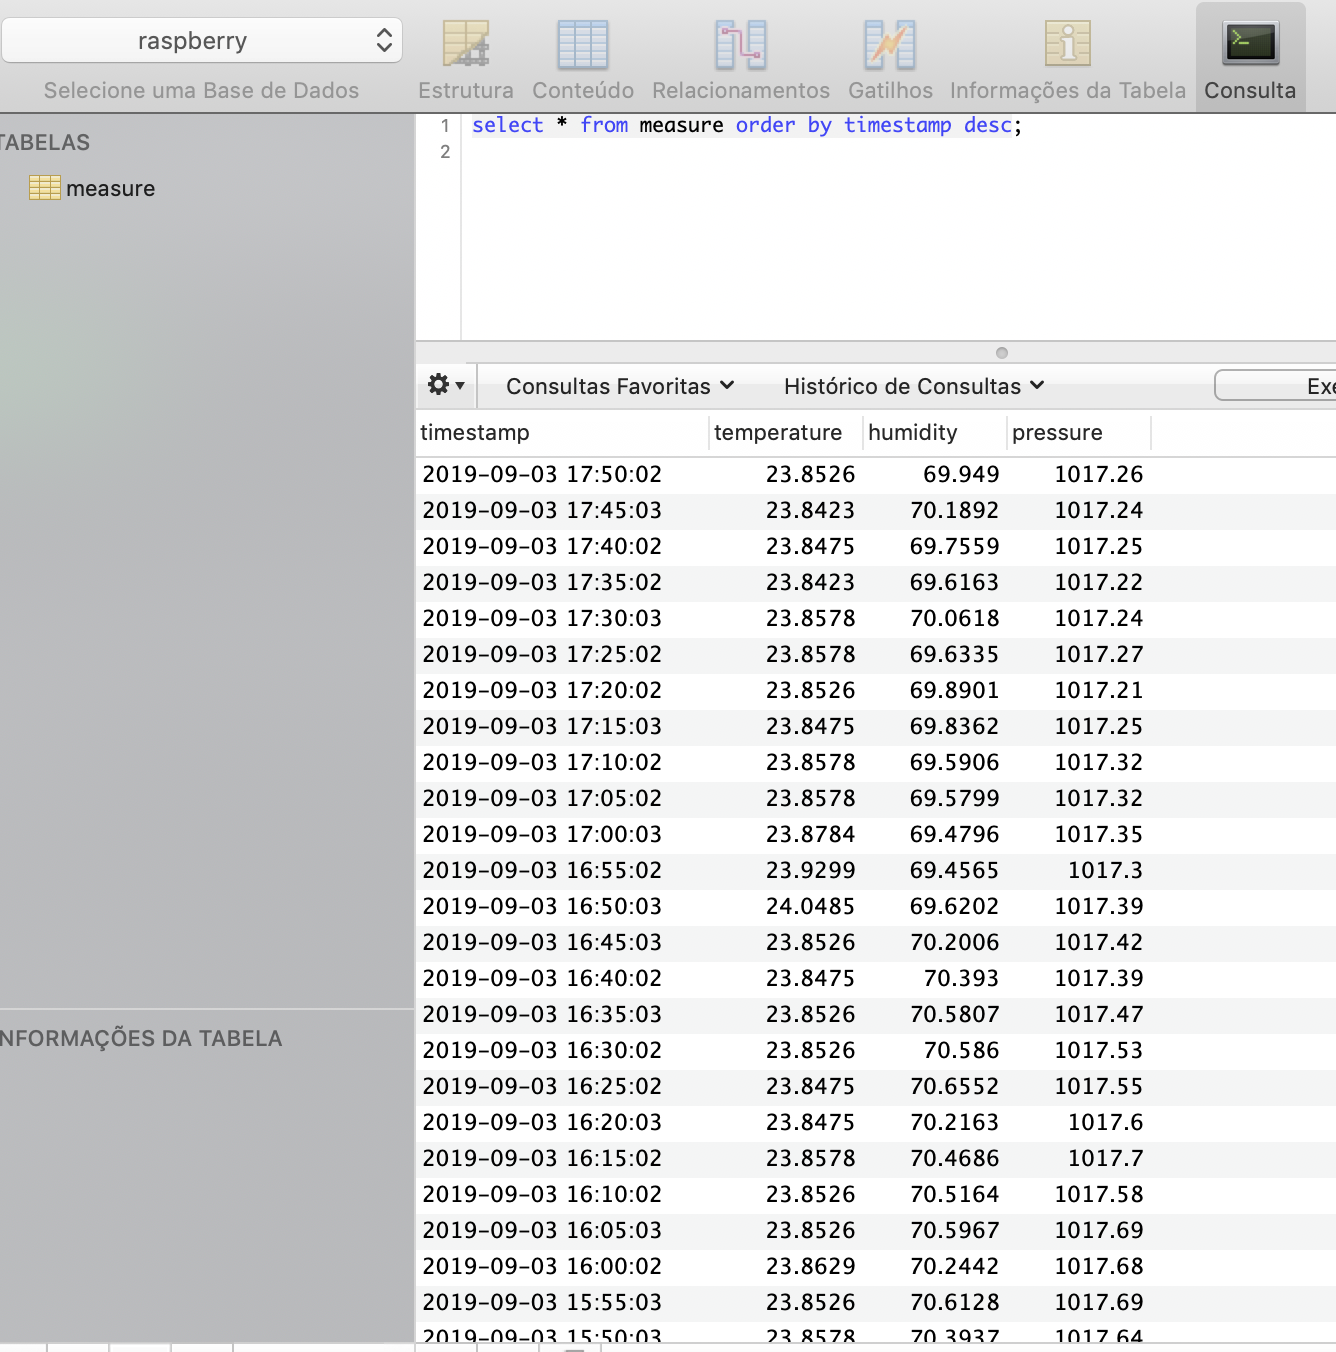 raspberry
Selecione uma Base de Dados
Estrutura
Conteúdo
Relacionamentos
Gatilhos
Informações da Tabela
Consulta
TABELAS
measure
1 select * from measure order by timestamp desc;
2
Consultas Favoritas
Histórico de Consultas
Exe
timestamp temperature humidity pressure
2019-09-03 17:50:02 23.8526 69.949 1017.26
2019-09-03 17:45:03 23.8423 70.1892 1017.24
2019-09-03 17:40:02 23.8475 69.7559 1017.25
2019-09-03 17:35:02 23.8423 69.6163 1017.22
2019-09-03 17:30:03 23.8578 70.0618 1017.24
2019-09-03 17:25:02 23.8578 69.6335 1017.27
2019-09-03 17:20:02 23.8526 69.8901 1017.21
2019-09-03 17:15:03 23.8475 69.8362 1017.25
2019-09-03 17:10:02 23.8578 69.5906 1017.32
2019-09-03 17:05:02 23.8578 69.5799 1017.32
2019-09-03 17:00:03 23.8784 69.4796 1017.35
2019-09-03 16:55:02 23.9299 69.4565 1017.3
2019-09-03 16:50:03 24.0485 69.6202 1017.39
2019-09-03 16:45:03 23.8526 70.2006 1017.42
2019-09-03 16:40:02 23.8475 70.393 1017.39
2019-09-03 16:35:03 23.8526 70.5807 1017.47
2019-09-03 16:30:02 23.8526 70.586 1017.53
2019-09-03 16:25:02 23.8475 70.6552 1017.55
2019-09-03 16:20:03 23.8475 70.2163 1017.6
2019-09-03 16:15:02 23.8578 70.4686 1017.7
2019-09-03 16:10:02 23.8526 70.5164 1017.58
2019-09-03 16:05:03 23.8526 70.5967 1017.69
2019-09-03 16:00:02 23.8629 70.2442 1017.68
2019-09-03 15:55:03 23.8526 70.6128 1017.69
2019-09-03 15:50:03 23.8578 70.3937 1017.64
NFORMAÇÕES DA TABELA